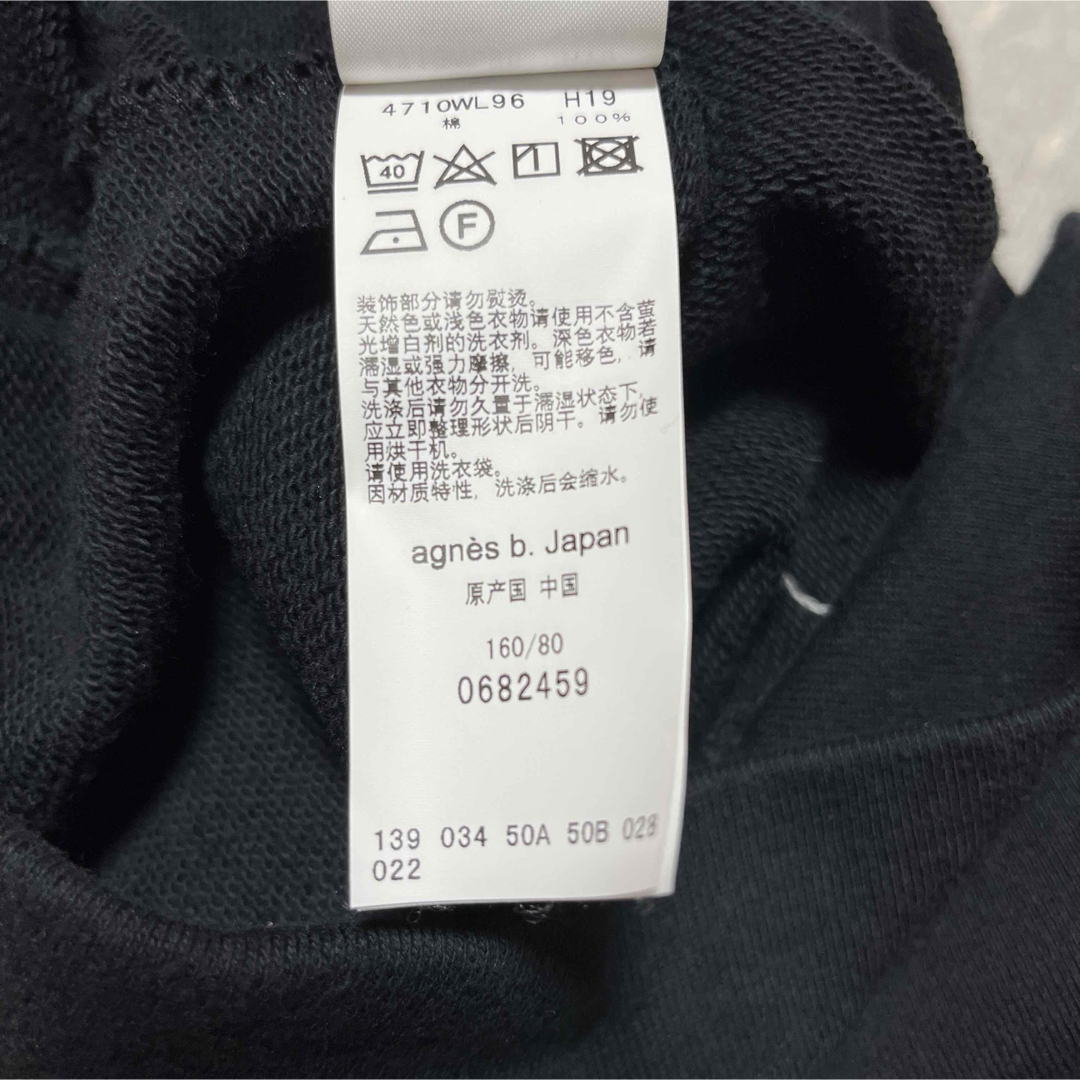 4710WL96 H19
棉 100%
40
F
装饰部分请勿熨烫。
天然色或浅色衣物请使用不含萤
光增白剂的洗衣剂。深色衣物若
濡湿或强力摩擦, 可能移色, 请
与其他衣物分开洗。
洗涤后请勿久置于濡湿状态下,
应立即整理形状后阴干。请勿使
用烘干机。
请使用洗衣袋。
因材质特性, 洗涤后会缩水。
agnès b. Japan
原产国 中国
160/80
0682459
139 034 50A 50B 028
022